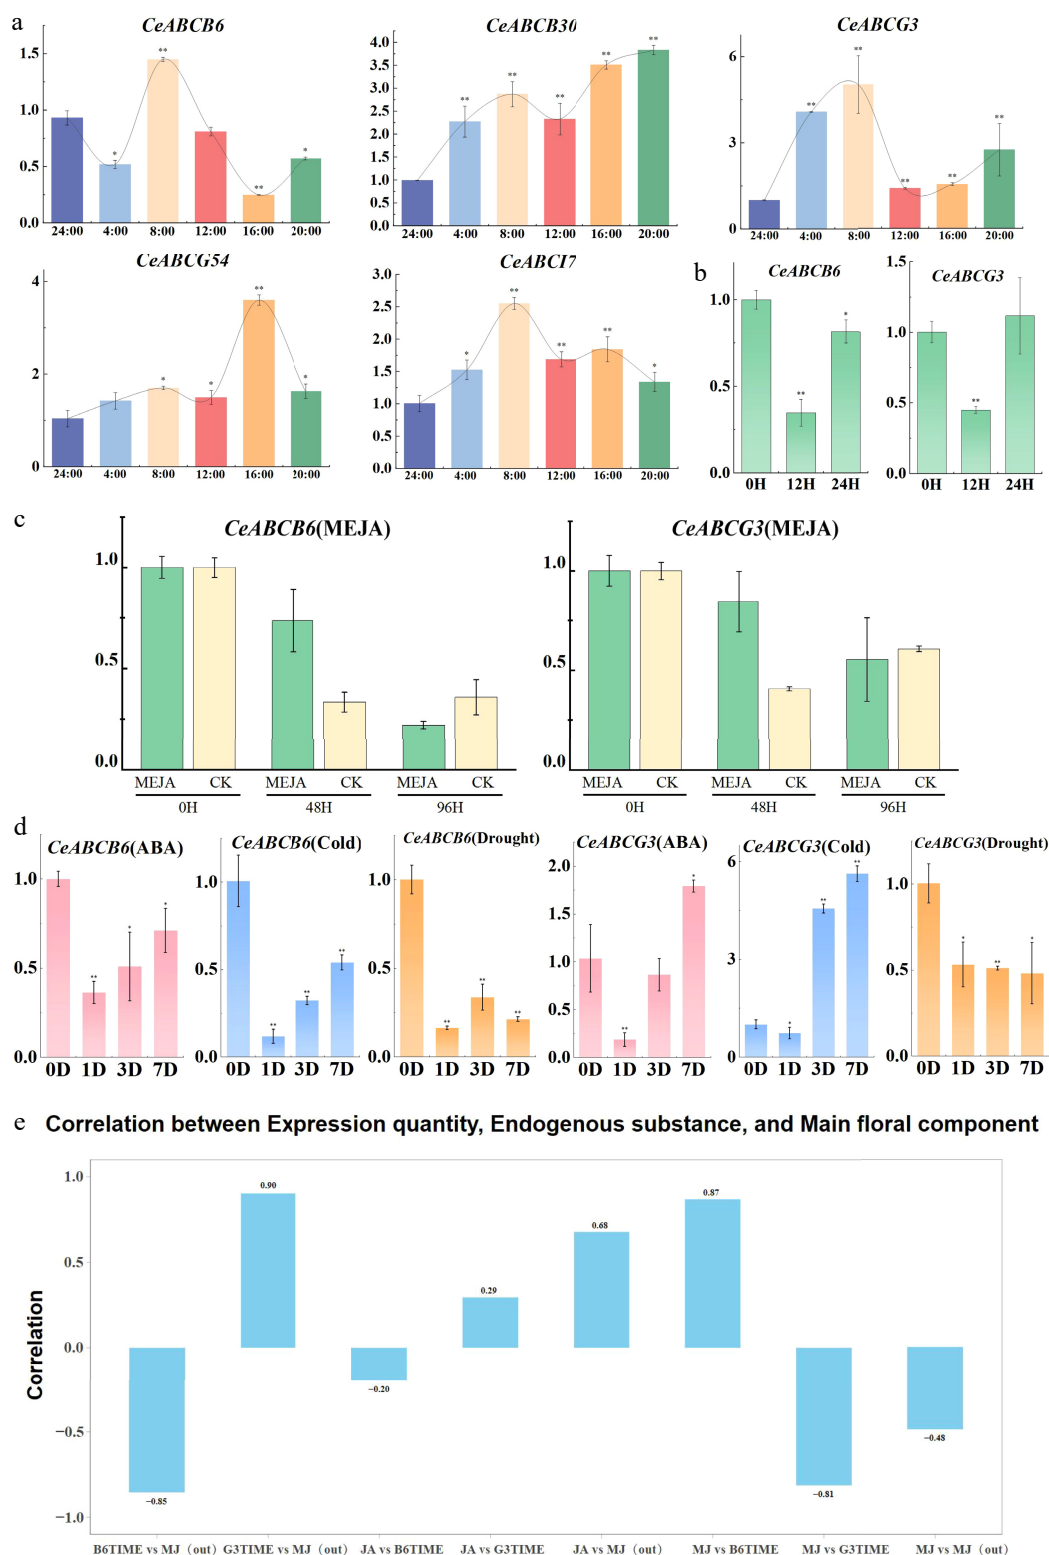 a
CeABCB6
1.5
1.0
0.5
0.0
** * ** *
24:00 4:00 8:00 12:00 16:00 20:00
CeABCB30
4.0
3.5
3.0
2.5
2.0
1.5
1.0
0.5
0.0
** ** ** ** **
24:00 4:00 8:00 12:00 16:00 20:00
CeABCG3
6
3
0
** ** ** ** **
24:00 4:00 8:00 12:00 16:00 20:00
CeABCG54
4
2
0
* * ** *
24:00 4:00 8:00 12:00 16:00 20:00
CeABCI7
3.0
2.5
2.0
1.5
1.0
0.5
0.0
* ** ** ** *
24:00 4:00 8:00 12:00 16:00 20:00
b
CeABCB6
1.0
0.5
0.0
** *
0H 12H 24H
CeABCG3
1.5
1.0
0.5
0.0
**
0H 12H 24H
c
CeABCB6(MEJA)
1.0
0.5
0.0
MEJA CK MEJA CK MEJA CK
0H 48H 96H
CeABCG3(MEJA)
1.0
0.5
0.0
MEJA CK MEJA CK MEJA CK
0H 48H 96H
d
CeABCB6(ABA)
1.0
0.5
0.0
** * *
0D 1D 3D 7D
CeABCB6(Cold)
1.0
0.5
0.0
** ** **
0D 1D 3D 7D
CeABCB6(Drought)
1.0
0.5
0.0
** ** **
0D 1D 3D 7D
CeABCG3(ABA)
2.0
1.5
1.0
0.5
0.0
** *
0D 1D 3D 7D
CeABCG3(Cold)
6
3
0
* ** **
0D 1D 3D 7D
CeABCG3(Drought)
1.0
0.5
0.0
* ** *
0D 1D 3D 7D
e
Correlation between Expression quantity, Endogenous substance, and Main floral component
Correlation
1.0
0.5
0.0
−0.5
−1.0
−0.85
0.90
−0.20
0.29
0.68
0.87
−0.81
−0.48
B6TIME vs MJ（out） G3TIME vs MJ（out） JA vs B6TIME JA vs G3TIME JA vs MJ（out） MJ vs B6TIME MJ vs G3TIME MJ vs MJ（out）